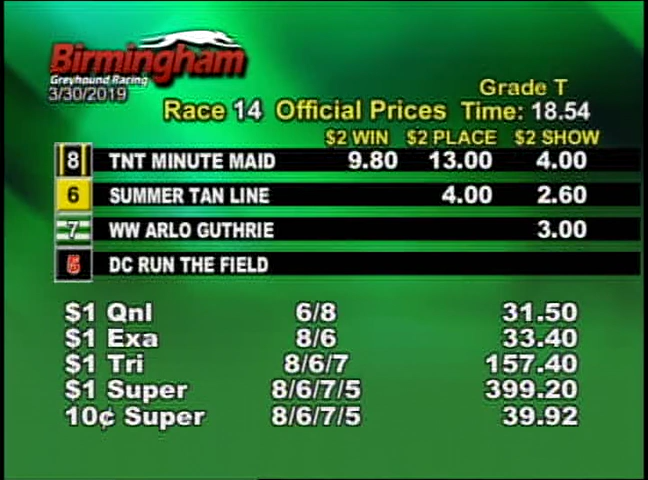 Birmingham
Greyhound Racing
3/30/2019
Grade T
Race 14 Official Prices Time: 18.54
$2 WIN $2 PLACE $2 SHOW
8 TNT MINUTE MAID 9.80 13.00 4.00
6 SUMMER TAN LINE 4.00 2.60
7 WW ARLO GUTHRIE 3.00
5 DC RUN THE FIELD
$1 Qnl 6/8 31.50
$1 Exa 8/6 33.40
$1 Tri 8/6/7 157.40
$1 Super 8/6/7/5 399.20
10¢ Super 8/6/7/5 39.92